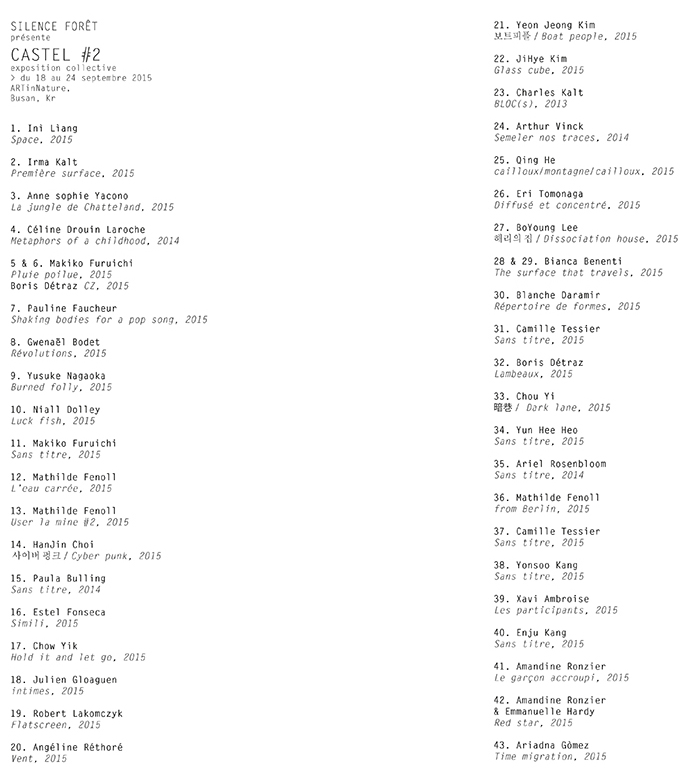 SILENCE FORÊT
présente
CASTEL #2
exposition collective
> du 18 au 24 septembre 2015
ARTinNature,
Busan, Kr
1. Ini Liang
Space, 2015
2. Irma Kalt
Première surface, 2015
3. Anne sophie Yacono
La jungle de Chatteland, 2015
4. Céline Drouin Laroche
Metaphors of a childhood, 2014
5 & 6. Makiko Furuichi
Pluie poilue, 2015
Boris Détraz CZ, 2015
7. Pauline Faucheur
Shaking bodies for a pop song, 2015
8. Gwenaël Bodet
Révolutions, 2015
9. Yusuke Nagaoka
Burned folly, 2015
10. Niall Dolley
Luck fish, 2015
11. Makiko Furuichi
Sans titre, 2015
12. Mathilde Fenoll
L'eau carrée, 2015
13. Mathilde Fenoll
User la mine #2, 2015
14. HanJin Choi
사이버 펑크 / Cyber punk, 2015
15. Paula Bulling
Sans titre, 2014
16. Estel Fonseca
Simili, 2015
17. Chow Yik
Hold it and let go, 2015
18. Julien Gloaguen
intimes, 2015
19. Robert Lakomczyk
Flatscreen, 2015
20. Angéline Réthoré
Vent, 2015
21. Yeon Jeong Kim
보트피플 / Boat people, 2015
22. JiHye Kim
Glass cube, 2015
23. Charles Kalt
BLOC(s), 2013
24. Arthur Vinck
Semeler nos traces, 2014
25. Qing He
cailloux/montagne/cailloux, 2015
26. Eri Tomonaga
Diffusé et concentré, 2015
27. BoYoung Lee
해리의 집 / Dissociation house, 2015
28 & 29. Bianca Benenti
The surface that travels, 2015
30. Blanche Daramir
Répertoire de formes, 2015
31. Camille Tessier
Sans titre, 2015
32. Boris Détraz
Lambeaux, 2015
33. Chou Yi
暗巷 / Dark lane, 2015
34. Yun Hee Heo
Sans titre, 2015
35. Ariel Rosenbloom
Sans titre, 2014
36. Mathilde Fenoll
from Berlin, 2015
37. Camille Tessier
Sans titre, 2015
38. Yonsoo Kang
Sans titre, 2015
39. Xavi Ambroise
Les participants, 2015
40. Enju Kang
Sans titre, 2015
41. Amandine Ronzier
Le garçon accroupi, 2015
42. Amandine Ronzier
& Emmanuelle Hardy
Red star, 2015
43. Ariadna Gômez
Time migration, 2015